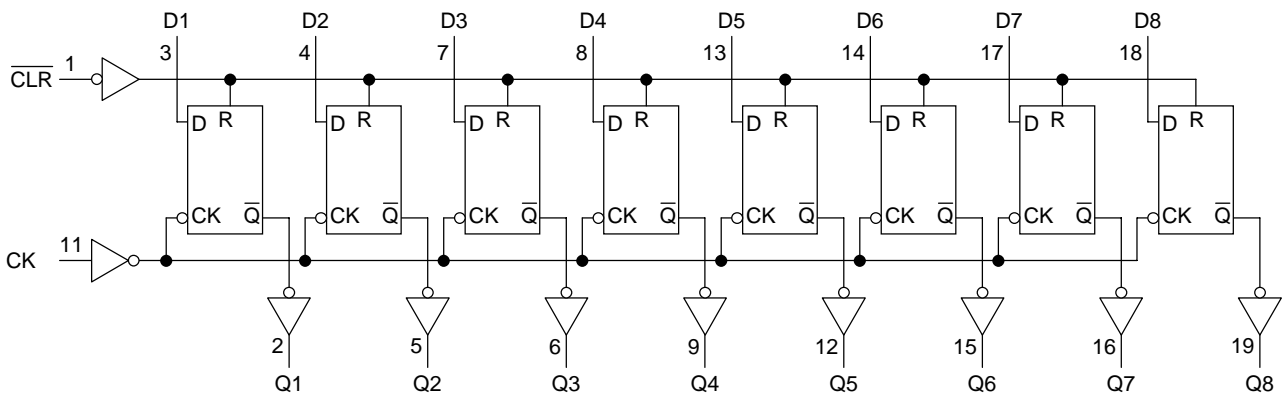 D1 D2 D3 D4 D5 D6 D7 D8
3 4 7 8 13 14 17 18
C̅L̅R̅ 1
D R D R D R D R D R D R D R D R
CK Q̅ CK Q̅ CK Q̅ CK Q̅ CK Q̅ CK Q̅ CK Q̅ CK Q̅
CK 11
2 5 6 9 12 15 16 19
Q1 Q2 Q3 Q4 Q5 Q6 Q7 Q8